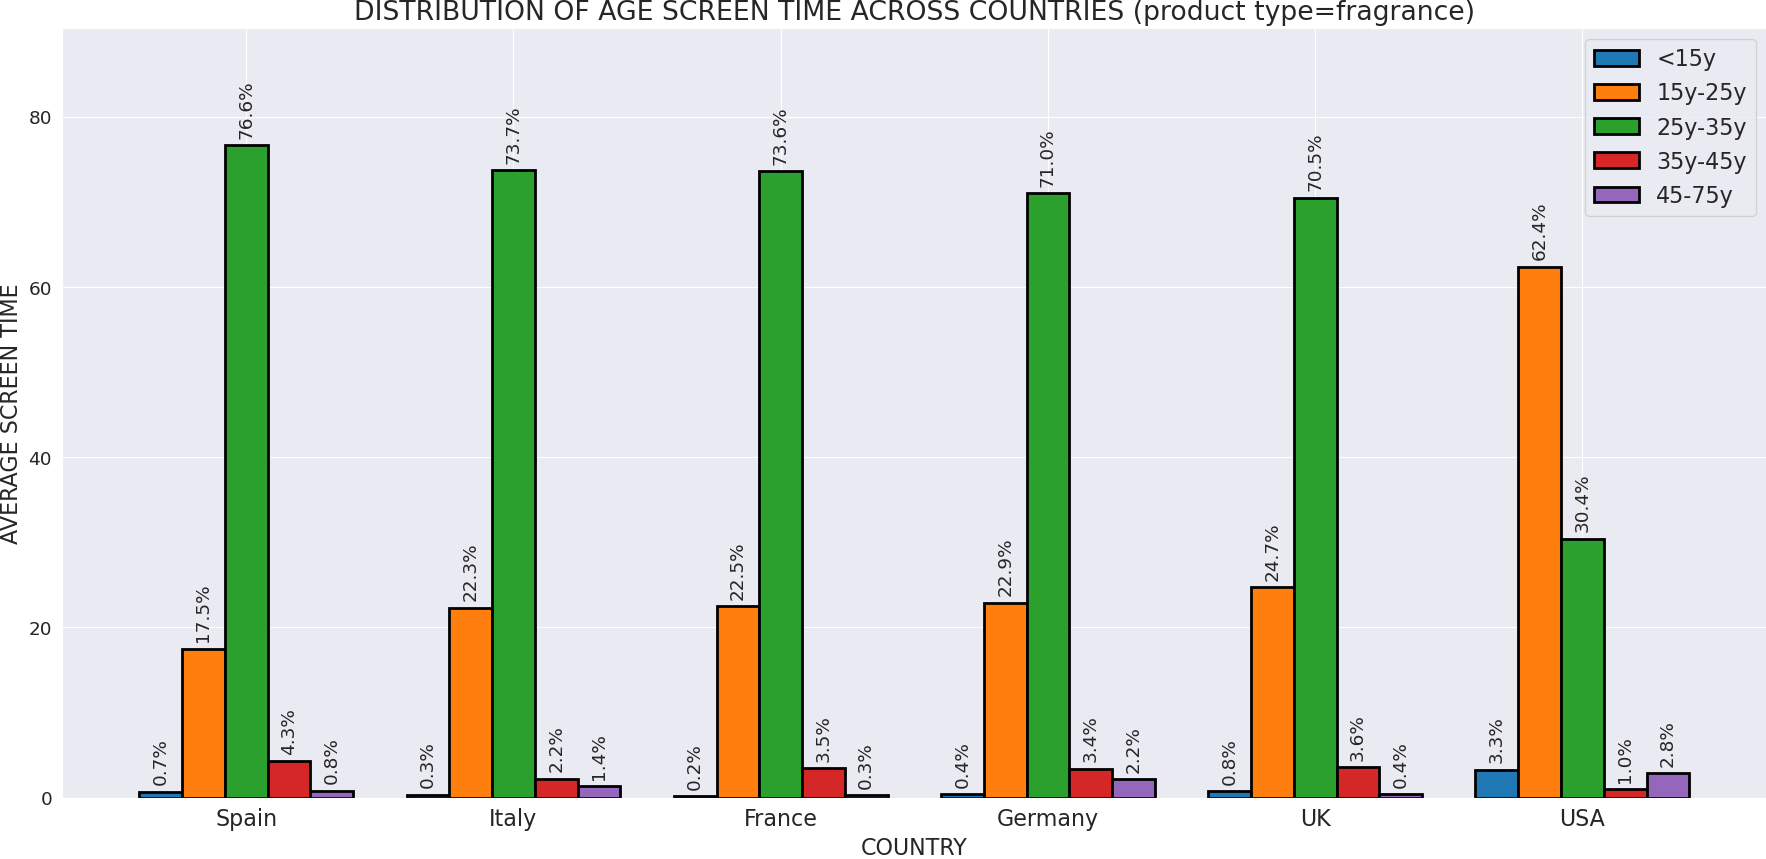 DISTRIBUTION OF AGE SCREEN TIME ACROSS COUNTRIES (product type=fragrance)
AVERAGE SCREEN TIME
80
60
40
20
0
<15y
15y-25y
25y-35y
35y-45y
45-75y
0.7%
17.5%
76.6%
4.3%
0.8%
0.3%
22.3%
73.7%
2.2%
1.4%
0.2%
22.5%
73.6%
3.5%
0.3%
0.4%
22.9%
71.0%
3.4%
2.2%
0.8%
24.7%
70.5%
3.6%
0.4%
3.3%
62.4%
30.4%
1.0%
2.8%
Spain
Italy
France
Germany
UK
USA
COUNTRY